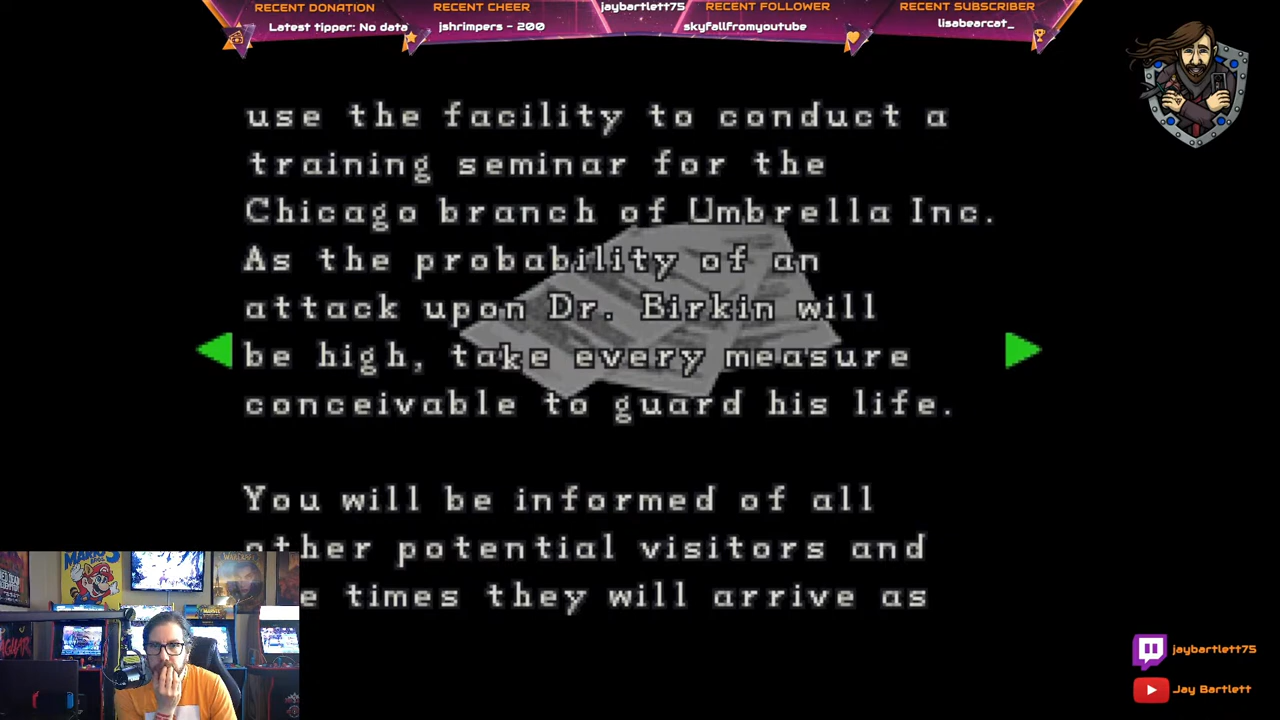 RECENT DONATION
Latest tipper: No data
RECENT CHEER
jshrimpers - 200
jaybartlett75
RECENT FOLLOWER
skyfallfromyoutube
RECENT SUBSCRIBER
lisabearcat_
use the facility to conduct a
training seminar for the
Chicago branch of Umbrella Inc.
As the probability of an
attack upon Dr. Birkin will
be high, take every measure
conceivable to guard his life.
You will be informed of all
other potential visitors and
e times they will arrive as
MARIO
WARCRAFT
JAGUAR
jaybartlett75
Jay Bartlett